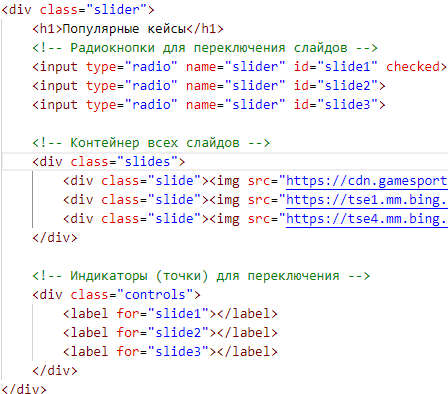 <div class="slider">
<h1>Популярные кейсы</h1>
<!-- Радиокнопки для переключения слайдов -->
<input type="radio" name="slider" id="slide1" checked>
<input type="radio" name="slider" id="slide2">
<input type="radio" name="slider" id="slide3">
<!-- Контейнер всех слайдов -->
<div class="slides">
<div class="slide"><img src="https://cdn.gamesport
<div class="slide"><img src="https://tse1.mm.bing.
<div class="slide"><img src="https://tse4.mm.bing.
</div>
<!-- Индикаторы (точки) для переключения -->
<div class="controls">
<label for="slide1"></label>
<label for="slide2"></label>
<label for="slide3"></label>
</div>
</div>